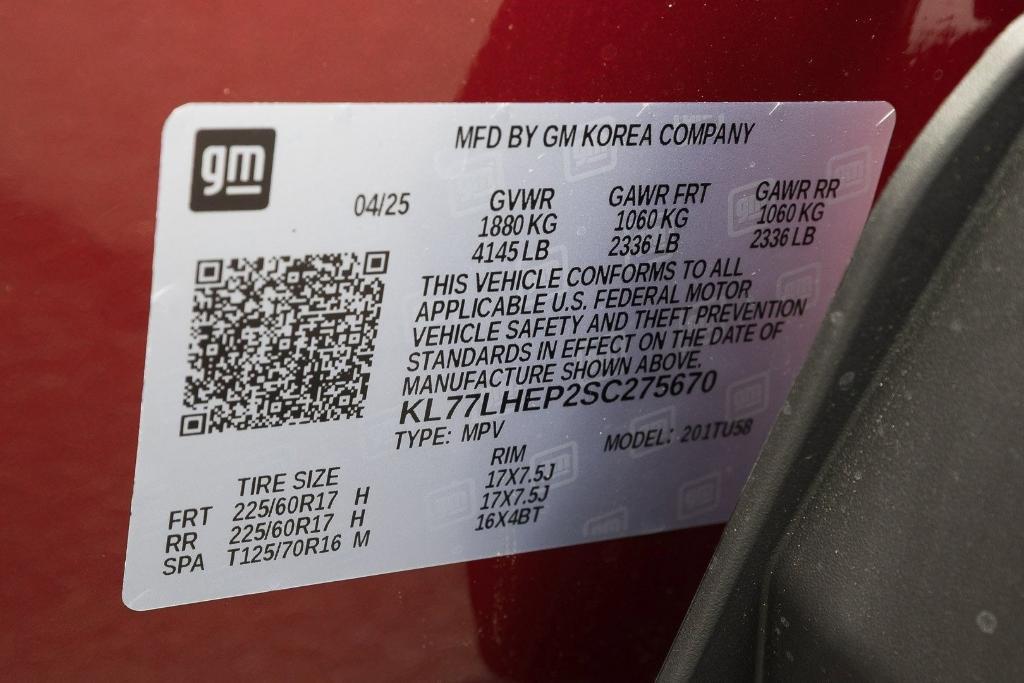 gm
MFD BY GM KOREA COMPANY
04/25
GVWR GAWR FRT GAWR RR
1880 KG 1060 KG 1060 KG
4145 LB 2336 LB 2336 LB
THIS VEHICLE CONFORMS TO ALL
APPLICABLE U.S. FEDERAL MOTOR
VEHICLE SAFETY AND THEFT PREVENTION
STANDARDS IN EFFECT ON THE DATE OF
MANUFACTURE SHOWN ABOVE.
KL77LHEP2SC275670
TYPE: MPV MODEL: 201TU58
TIRE SIZE RIM
FRT 225/60R17 H 17X7.5J
RR 225/60R17 H 17X7.5J
SPA T125/70R16 M 16X4BT